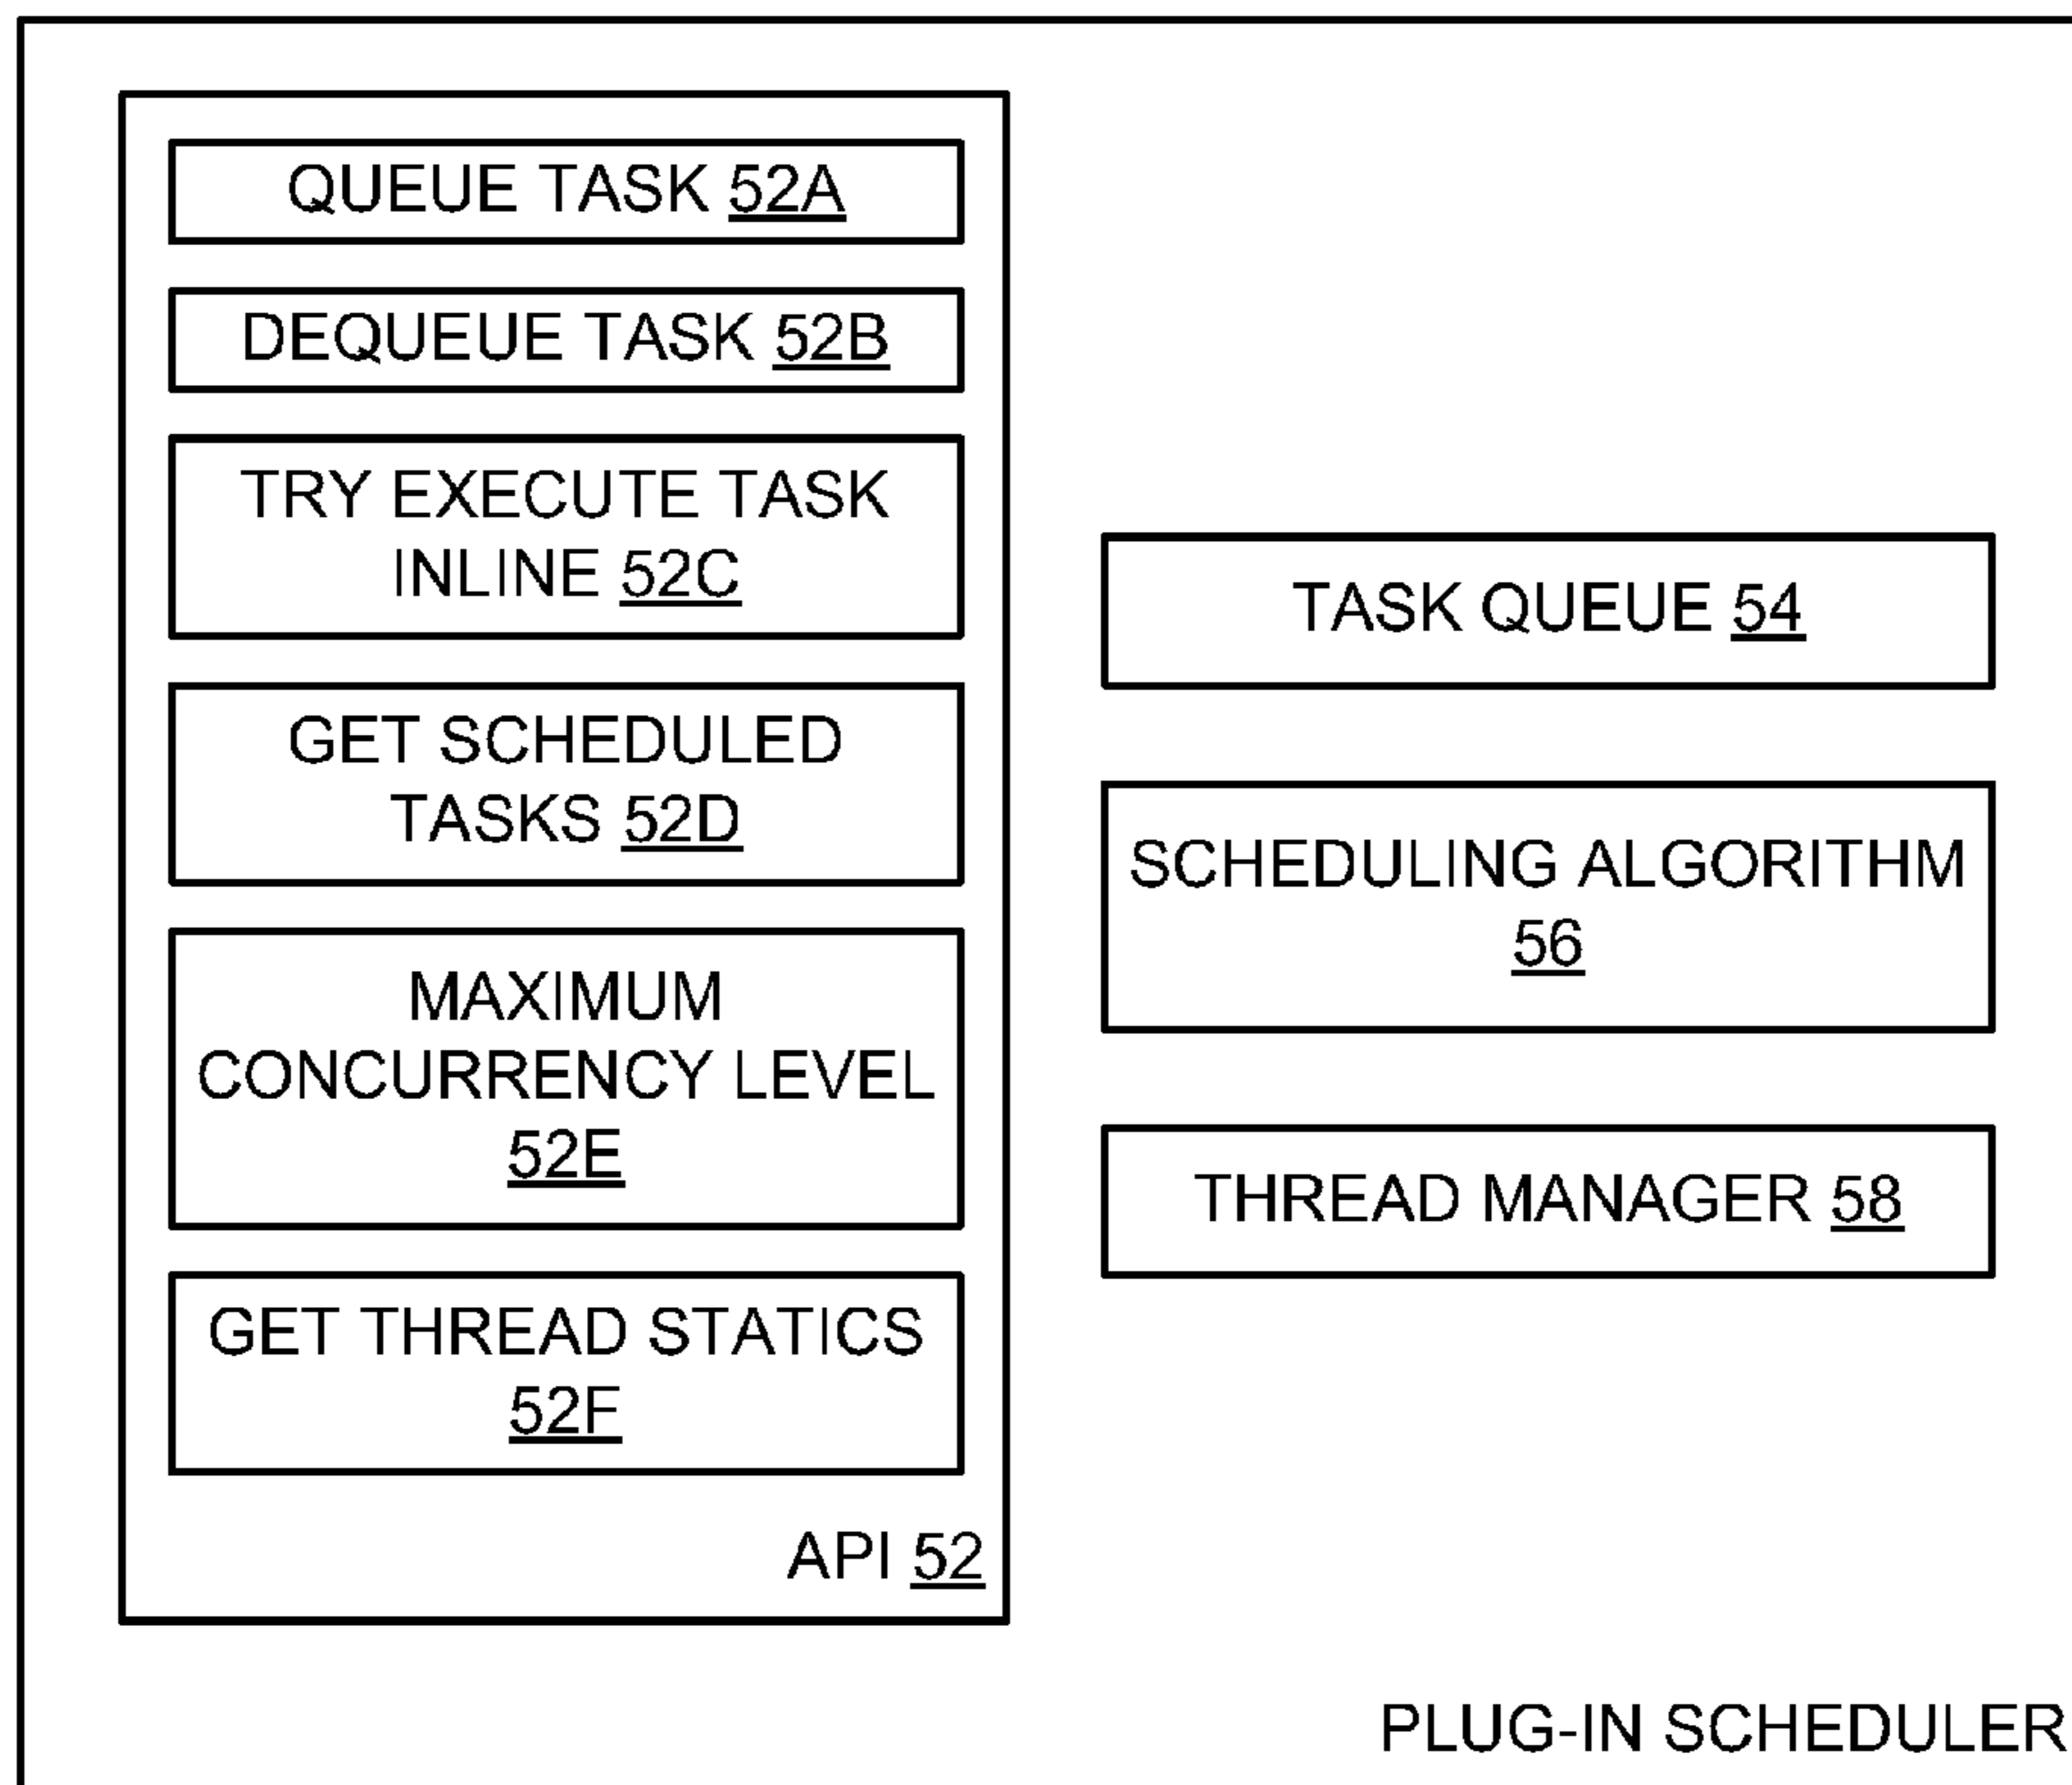 QUEUE TASK 52A
DEQUEUE TASK 52B
TRY EXECUTE TASK
INLINE 52C
GET SCHEDULED
TASKS 52D
MAXIMUM
CONCURRENCY LEVEL
52E
GET THREAD STATICS
52F
API 52
TASK QUEUE 54
SCHEDULING ALGORITHM
56
THREAD MANAGER 58
PLUG-IN SCHEDULER